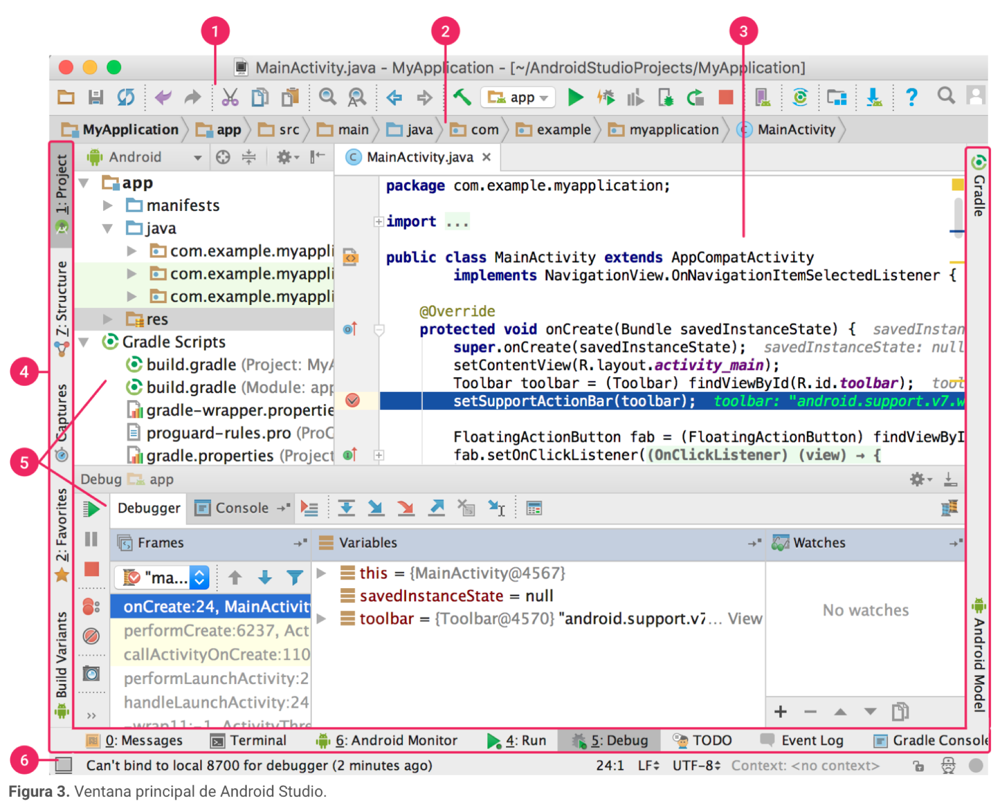 1
2
3
MainActivity.java - MyApplication - [~/AndroidStudioProjects/MyApplication]
app
?
MyApplication app src main java com example myapplication C MainActivity
1: Project
7: Structure
Captures
2: Favorites
Build Variants
4
5
6
Android
app
manifests
java
com.example.myappli
com.example.myappli
com.example.myappli
res
Gradle Scripts
build.gradle (Project: MyA
build.gradle (Module: app
gradle-wrapper.propertie
proguard-rules.pro (ProC
gradle.properties (Project
C MainActivity.java ×
package com.example.myapplication;
import ...
public class MainActivity extends AppCompatActivity
implements NavigationView.OnNavigationItemSelectedListener {
@Override
protected void onCreate(Bundle savedInstanceState) { savedInstan
super.onCreate(savedInstanceState); savedInstanceState: null
setContentView(R.layout.activity_main);
Toolbar toolbar = (Toolbar) findViewById(R.id.toolbar); tool
setSupportActionBar(toolbar); toolbar: "android.support.v7.w
FloatingActionButton fab = (FloatingActionButton) findViewByI
fab.setOnClickListener((OnClickListener) (view) → {
Gradle
Android Model
Debug app
Debugger Console
Frames Variables Watches
"ma...
onCreate:24, MainActivit
performCreate:6237, Act
callActivityOnCreate:110
performLaunchActivity:2
handleLaunchActivity:24
-wrap11:-1, ActivityThre
this = {MainActivity@4567}
savedInstanceState = null
toolbar = {Toolbar@4570} "android.support.v7... View
No watches
0: Messages Terminal 6: Android Monitor 4: Run 5: Debug TODO Event Log Gradle Console
Can't bind to local 8700 for debugger (2 minutes ago) 24:1 LF UTF-8 Context: <no context>
Figura 3. Ventana principal de Android Studio.